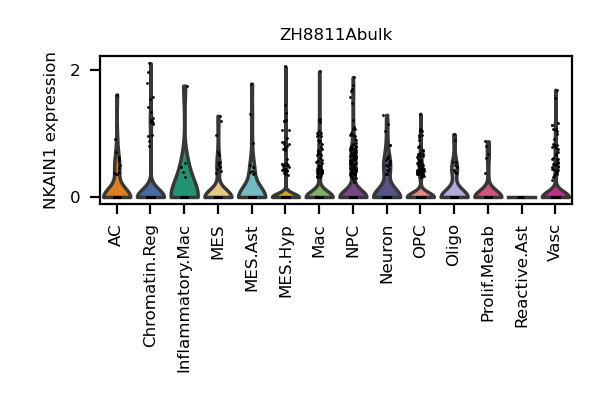 ZH8811Abulk
NKAIN1 expression
2
0
AC
Chromatin.Reg
Inflammatory.Mac
MES
MES.Ast
MES.Hyp
Mac
NPC
Neuron
OPC
Oligo
Prolif.Metab
Reactive.Ast
Vasc